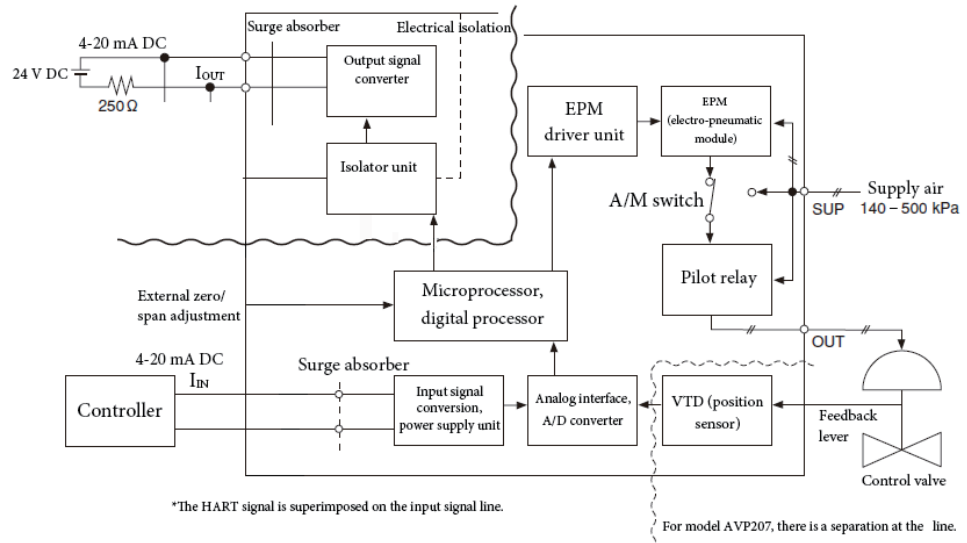 Surge absorber
Electrical isolation
4-20 mA DC
24 V DC
IOUT
250 Ω
Output signal
converter
Isolator unit
EPM
driver unit
EPM
(electro-pneumatic
module)
A/M switch
SUP
Supply air
140 – 500 kPa
Pilot relay
Microprocessor,
digital processor
External zero/
span adjustment
OUT
4-20 mA DC
IIN
Surge absorber
Controller
Input signal
conversion,
power supply unit
Analog interface,
A/D converter
VTD (position
sensor)
Feedback
lever
Control valve
*The HART signal is superimposed on the input signal line.
For model AVP207, there is a separation at the line.